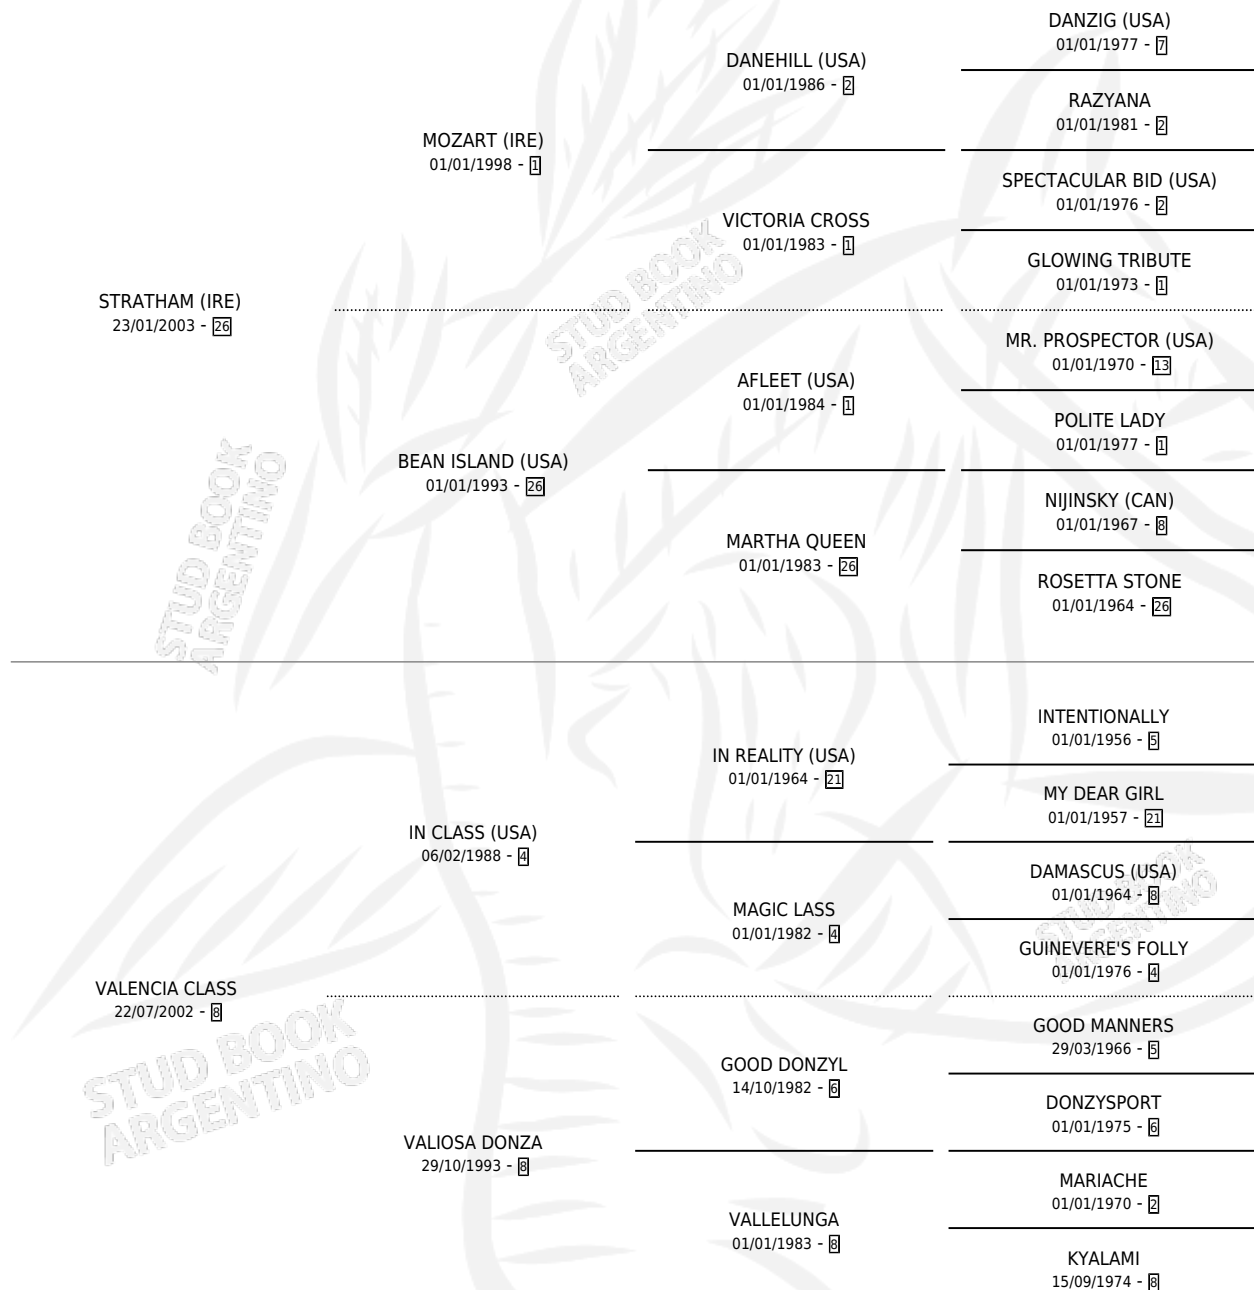 DANZIG (USA)
01/01/1977 - 7
DANEHILL (USA)
01/01/1986 - 2
RAZYANA
01/01/1981 - 2
MOZART (IRE)
01/01/1998 - 1
SPECTACULAR BID (USA)
01/01/1976 - 2
VICTORIA CROSS
01/01/1983 - 1
GLOWING TRIBUTE
01/01/1973 - 1
STRATHAM (IRE)
23/01/2003 - 26
MR. PROSPECTOR (USA)
01/01/1970 - 13
AFLEET (USA)
01/01/1984 - 1
POLITE LADY
01/01/1977 - 1
BEAN ISLAND (USA)
01/01/1993 - 26
NIJINSKY (CAN)
01/01/1967 - 8
MARTHA QUEEN
01/01/1983 - 26
ROSETTA STONE
01/01/1964 - 26
INTENTIONALLY
01/01/1956 - 5
IN REALITY (USA)
01/01/1964 - 21
MY DEAR GIRL
01/01/1957 - 21
IN CLASS (USA)
06/02/1988 - 4
DAMASCUS (USA)
01/01/1964 - 8
MAGIC LASS
01/01/1982 - 4
GUINEVERE'S FOLLY
01/01/1976 - 4
VALENCIA CLASS
22/07/2002 - 8
GOOD MANNERS
29/03/1966 - 5
GOOD DONZYL
14/10/1982 - 6
DONZYSPORT
01/01/1975 - 6
VALIOSA DONZA
29/10/1993 - 8
MARIACHE
01/01/1970 - 2
VALLELUNGA
01/01/1983 - 8
KYALAMI
15/09/1974 - 8
STUD BOOK
ARGENTINO
STUD BOOK
ARGENTINO
STUD BOOK
ARGENTINO
STUD BOOK
ARGENTINO